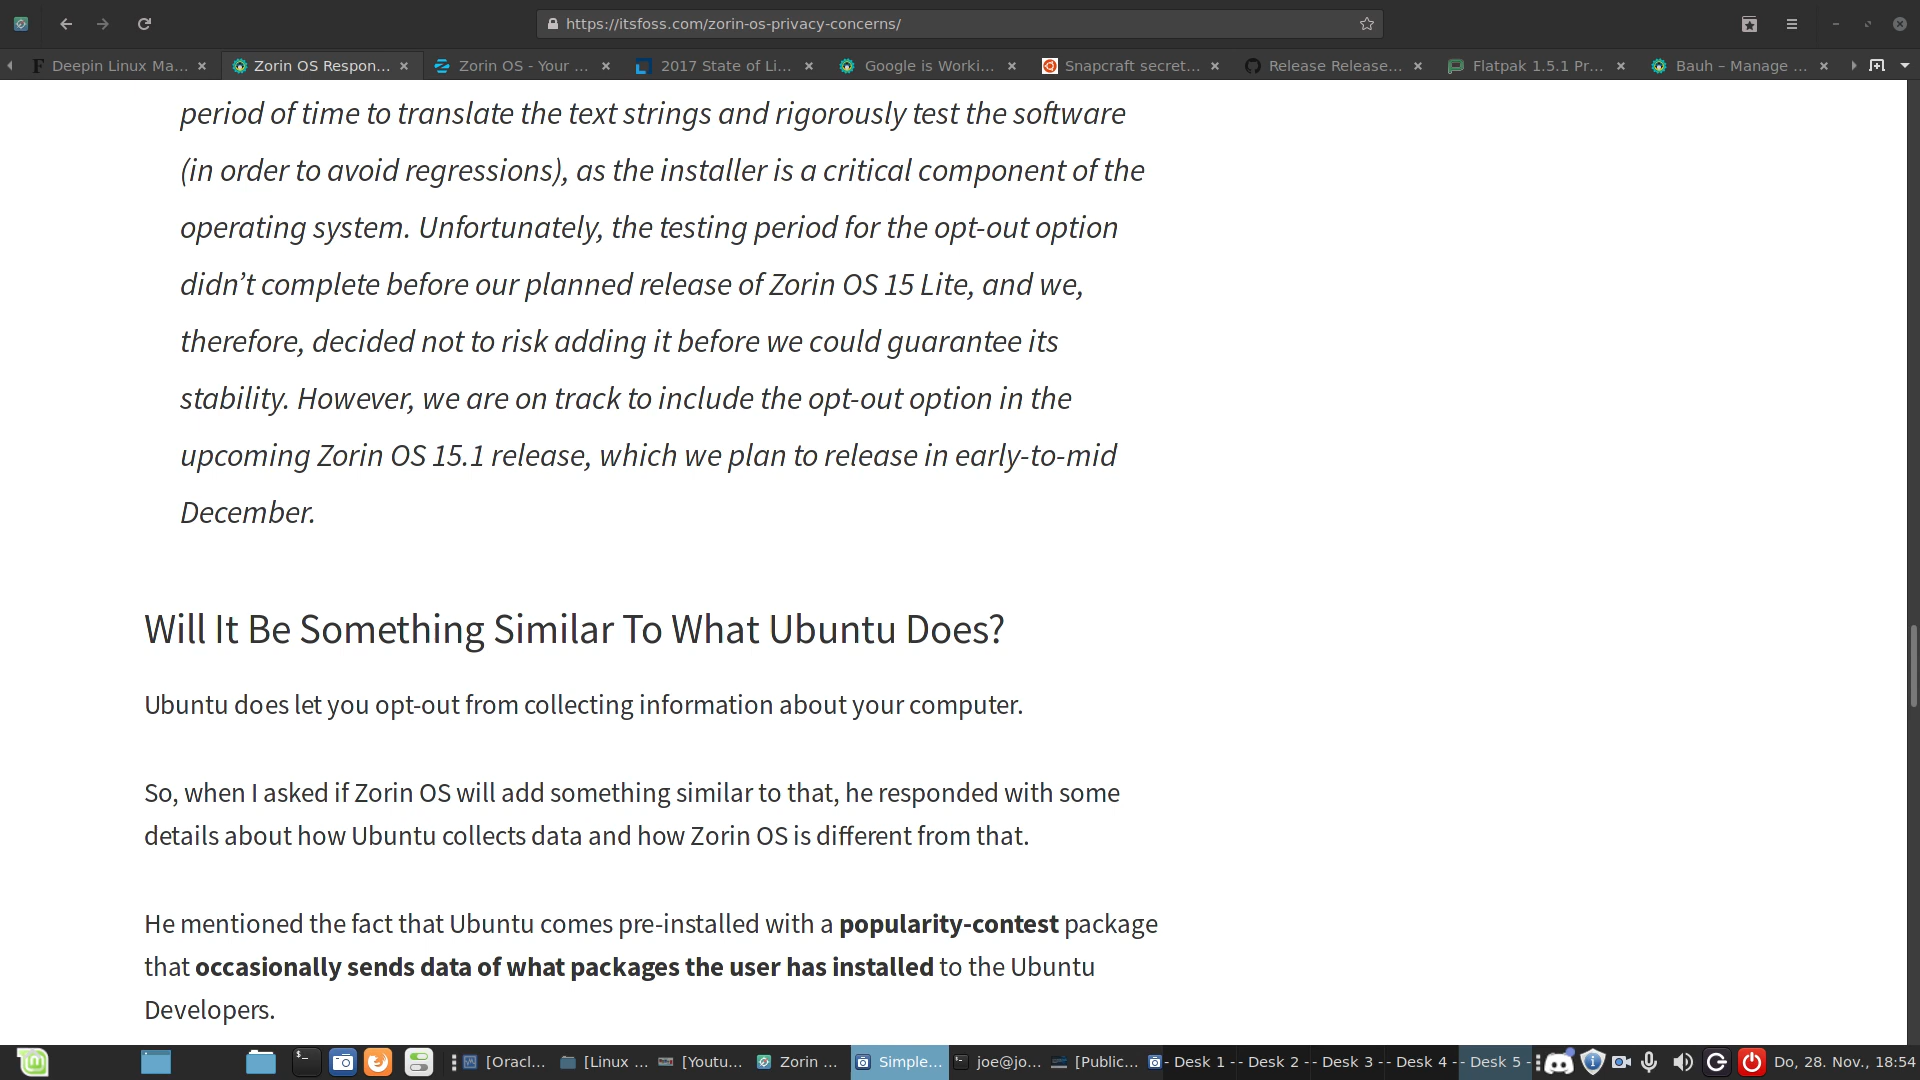 https://itsfoss.com/zorin-os-privacy-concerns/
Deepin Linux Ma...
Zorin OS Respon...
Zorin OS - Your ...
2017 State of Li...
Google is Worki...
Snapcraft secret...
Release Release...
Flatpak 1.5.1 Pr...
Bauh – Manage ...
period of time to translate the text strings and rigorously test the software
(in order to avoid regressions), as the installer is a critical component of the
operating system. Unfortunately, the testing period for the opt-out option
didn’t complete before our planned release of Zorin OS 15 Lite, and we,
therefore, decided not to risk adding it before we could guarantee its
stability. However, we are on track to include the opt-out option in the
upcoming Zorin OS 15.1 release, which we plan to release in early-to-mid
December.
Will It Be Something Similar To What Ubuntu Does?
Ubuntu does let you opt-out from collecting information about your computer.
So, when I asked if Zorin OS will add something similar to that, he responded with some
details about how Ubuntu collects data and how Zorin OS is different from that.
He mentioned the fact that Ubuntu comes pre-installed with a popularity-contest package
that occasionally sends data of what packages the user has installed to the Ubuntu
Developers.
[Oracl...
[Linux ...
[Youtu...
Zorin ...
Simple...
joe@jo...
[Public...
- Desk 1 -
- Desk 2 -
- Desk 3 -
- Desk 4 -
- Desk 5 -
Do, 28. Nov., 18:54